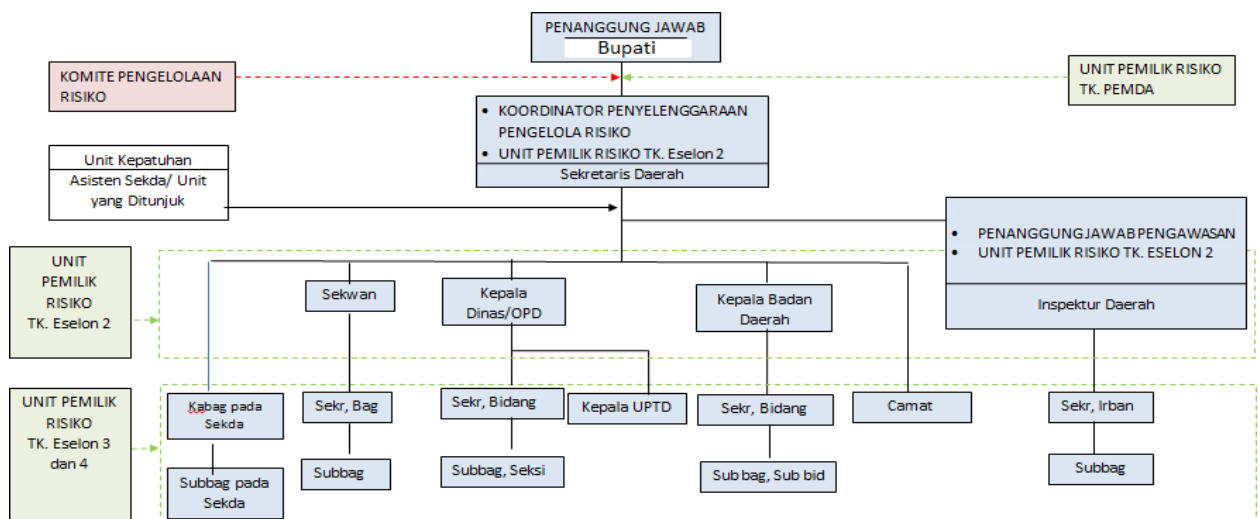 PENANGGUNG JAWAB
Bupati
KOMITE PENGELOLAAN
RISIKO
UNIT PEMILIK RISIKO
TK. PEMDA
• KOORDINATOR PENYELENGGARAAN
PENGELOLA RISIKO
• UNIT PEMILIK RISIKO TK. Eselon 2
Sekretaris Daerah
Unit Kepatuhan
Asisten Sekda/ Unit
yang Ditunjuk
• PENANGGUNG JAWAB PENGAWASAN
• UNIT PEMILIK RISIKO TK. ESELON 2
Inspektur Daerah
UNIT
PEMILIK
RISIKO
TK. Eselon 2
Sekwan
Kepala
Dinas/OPD
Kepala Badan
Daerah
UNIT PEMILIK
RISIKO
TK. Eselon 3
dan 4
Kabag pada
Sekda
Sekr, Bag
Sekr, Bidang
Kepala UPTD
Sekr, Bidang
Camat
Sekr, Irban
Subbag pada
Sekda
Subbag
Subbag, Seksi
Subbag, Sub bid
Subbag